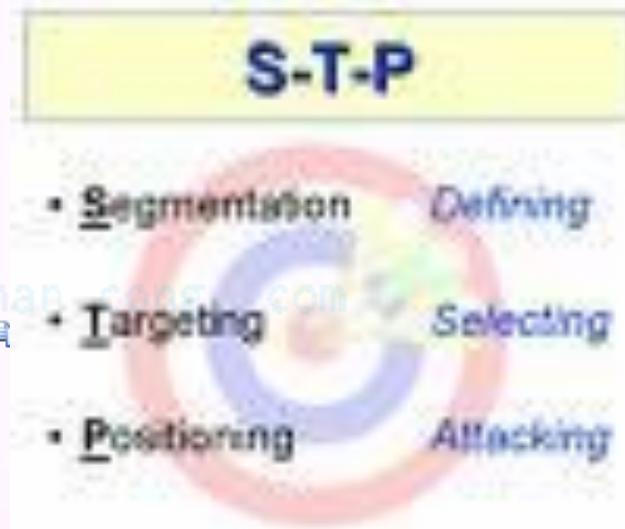 S-T-P
• Segmentation Defining
• Targeting Selecting
• Positioning Attacking